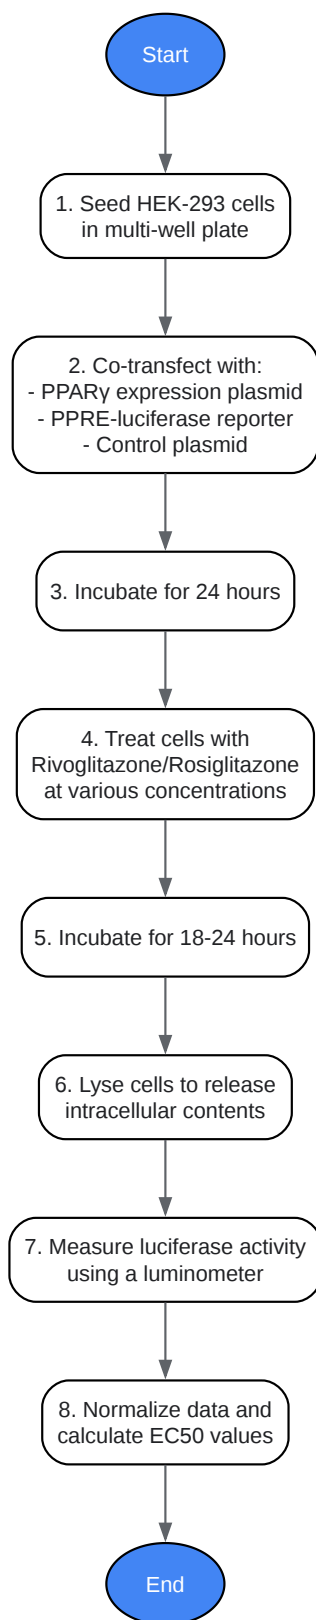 Start
1. Seed HEK-293 cells
in multi-well plate
2. Co-transfect with:
- PPARγ expression plasmid
- PPRE-luciferase reporter
- Control plasmid
3. Incubate for 24 hours
4. Treat cells with
Rivoglitazone/Rosiglitazone
at various concentrations
5. Incubate for 18-24 hours
6. Lyse cells to release
intracellular contents
7. Measure luciferase activity
using a luminometer
8. Normalize data and
calculate EC50 values
End